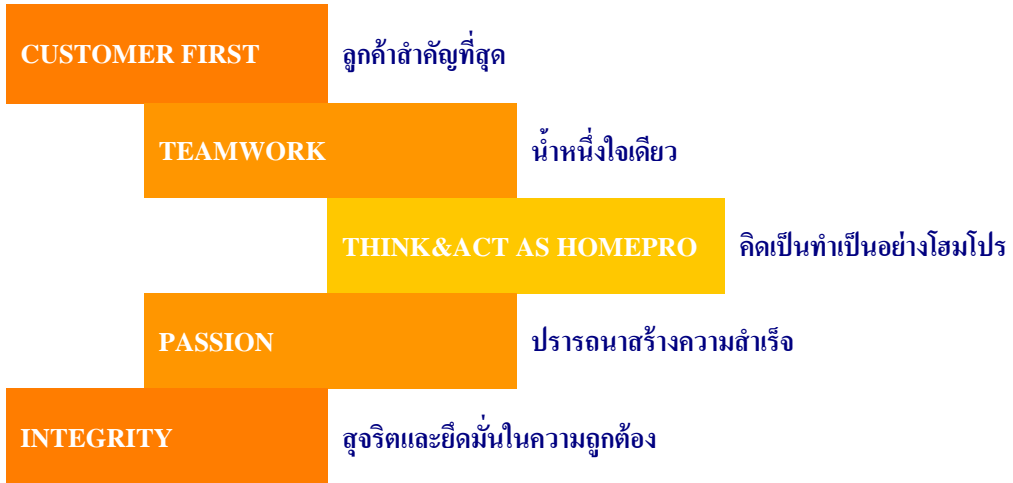 CUSTOMER FIRST ลูกค้าสำคัญที่สุด
TEAMWORK น้ำหนึ่งใจเดียว
THINK&ACT AS HOMEPRO คิดเป็นทำเป็นอย่างโฮมโปร
PASSION ปรารถนาสร้างความสำเร็จ
INTEGRITY สุจริตและยึดมั่นในความถูกต้อง